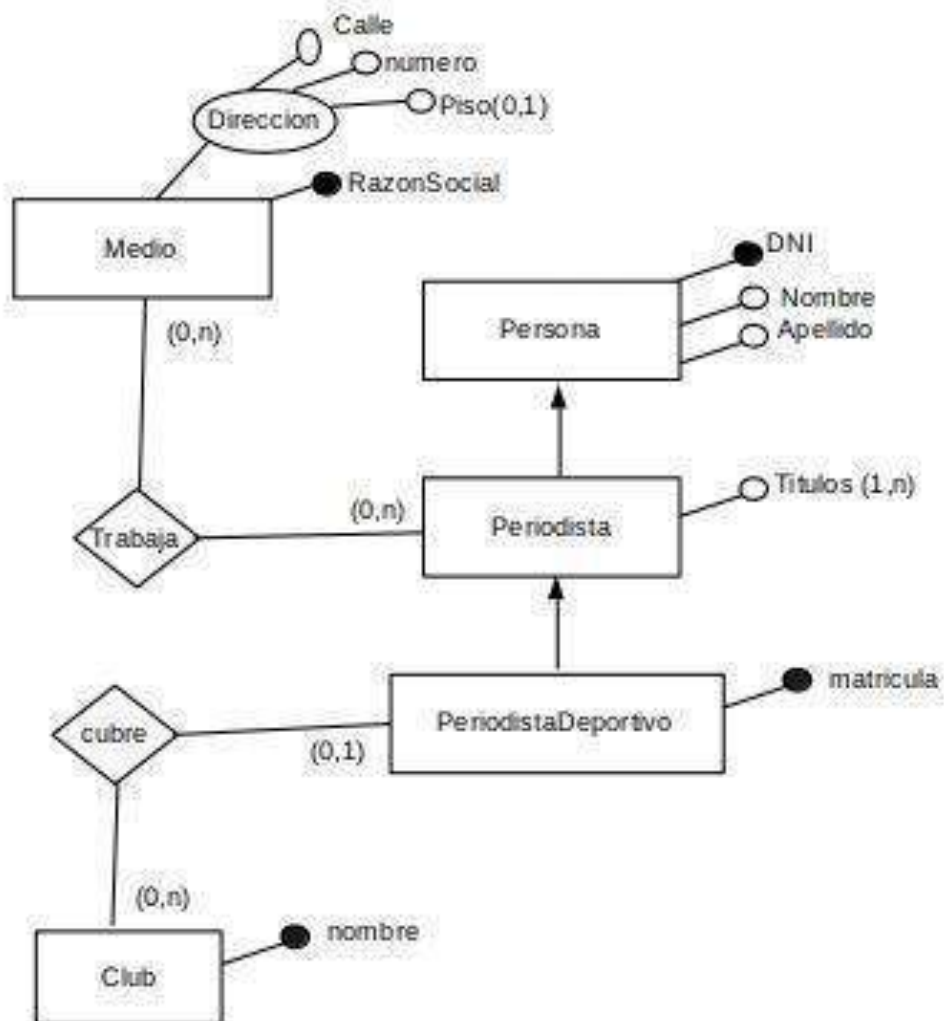 Calle
numero
Piso(0,1)
Direccion
RazonSocial
Medio
(0,n)
DNI
Nombre
Apellido
Persona
Titulos (1,n)
(0,n)
Periodista
Trabaja
matricula
PeriodistaDeportivo
cubre
(0,1)
(0,n)
nombre
Club